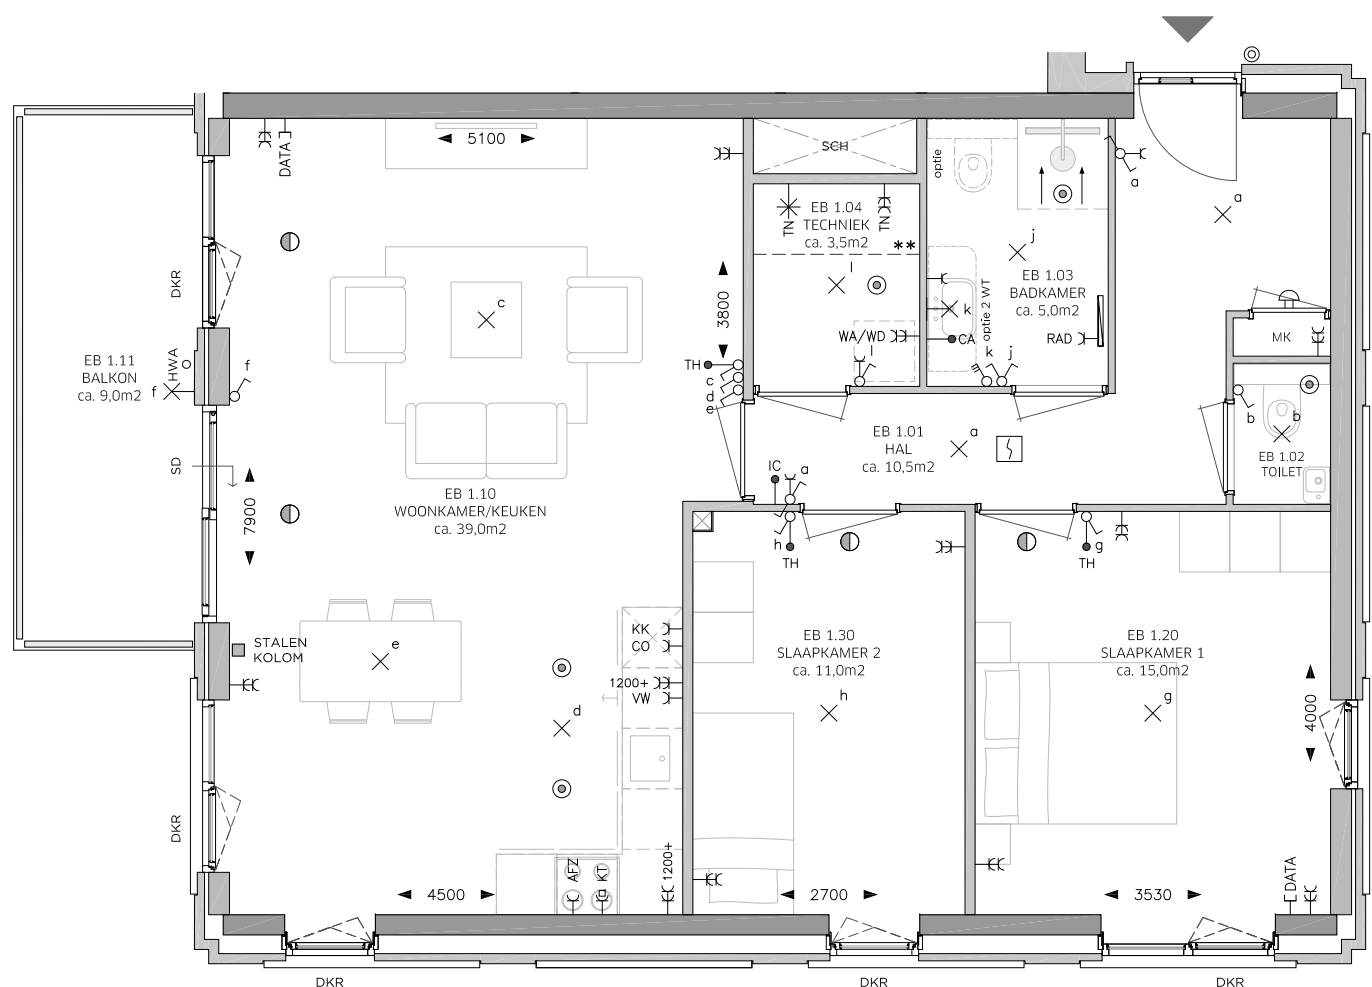 5100
DATA
SCH
optie
a
a
EB 1.04
TECHNIEK
ca. 3,5m2
TN
TN
**
l
j
EB 1.03
BADKAMER
ca. 5,0m2
optie 2 WT
k
CA
RAD
k
j
WA/WD
l
MK
DKR
c
3800
EB 1.11
BALKON
ca. 9,0m2
HWA
f
f
TH
c
d
e
b
b
EB 1.02
TOILET
EB 1.01
HAL
ca. 10,5m2
a
IC
a
SD
7900
EB 1.10
WOONKAMER/KEUKEN
ca. 39,0m2
h
TH
g
TH
STALEN
KOLOM
e
KK
CO
1200+
VW
d
EB 1.30
SLAAPKAMER 2
ca. 11,0m2
h
EB 1.20
SLAAPKAMER 1
ca. 15,0m2
g
4000
DKR
AFZ
KT
1200+
DATA
4500
2700
3530
DKR
DKR
DKR